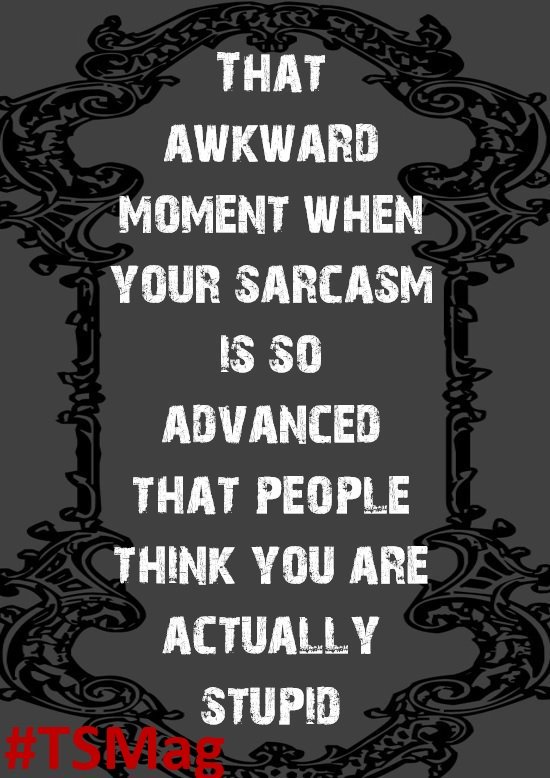 THAT
AWKWARD
MOMENT WHEN
YOUR SARCASM
IS SO
ADVANCED
THAT PEOPLE
THINK YOU ARE
ACTUALLY
STUPID
#TSMag